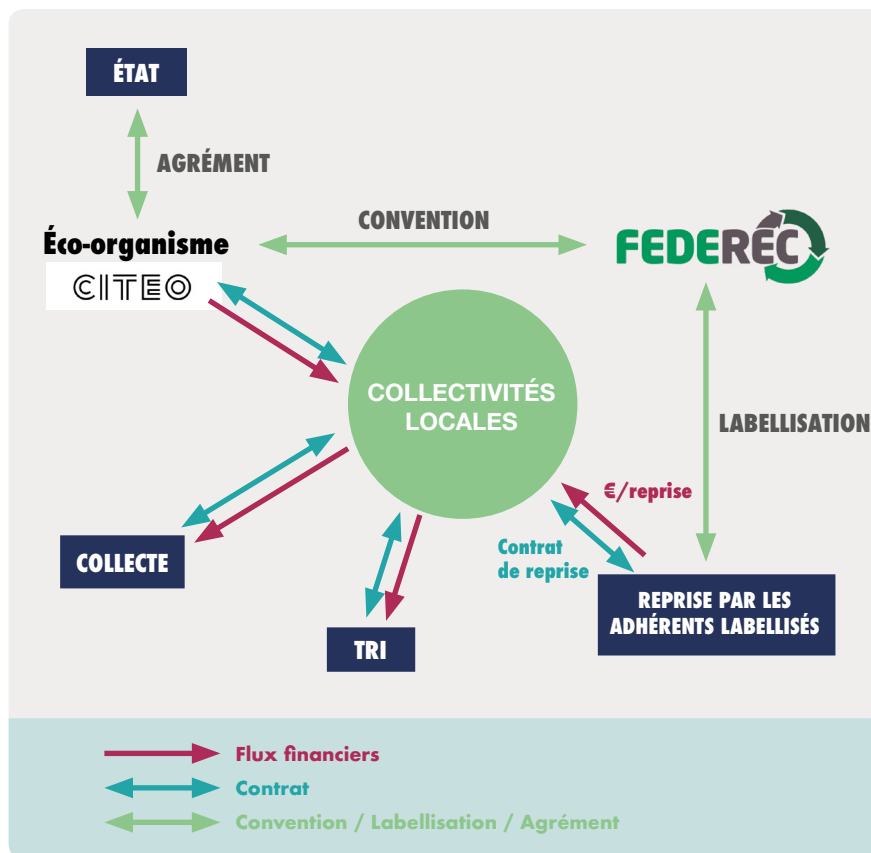 ÉTAT
AGRÉMENT
CONVENTION
Éco-organisme
CITEO
FEDEREC
COLLECTIVITÉS
LOCALES
LABELLISATION
€/reprise
Contrat
de reprise
COLLECTE
TRI
REPRISE PAR LES
ADHÉRENTS LABELLISÉS
Flux financiers
Contrat
Convention / Labellisation / Agrément